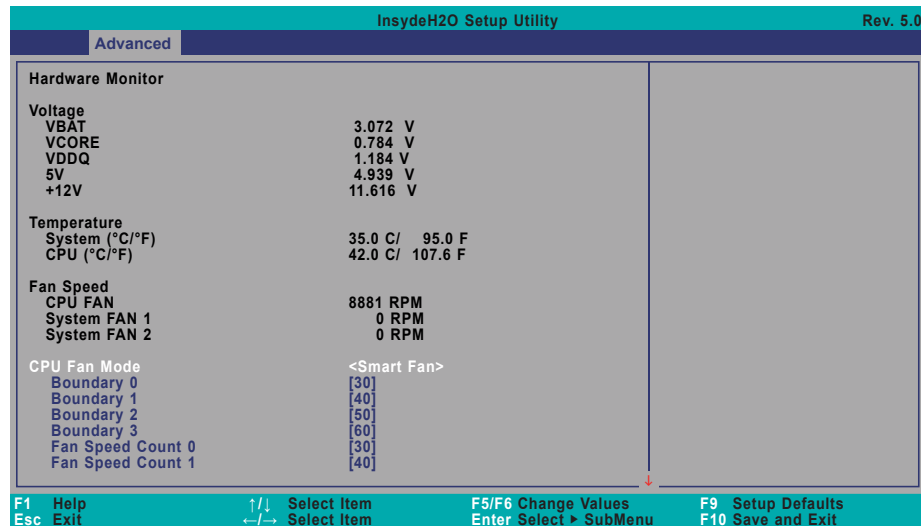 InsydeH2O Setup Utility Rev. 5.0
Advanced
Hardware Monitor
Voltage
VBAT 3.072 V
VCORE 0.784 V
VDDQ 1.184 V
5V 4.939 V
+12V 11.616 V
Temperature
System (°C/°F) 35.0 C/ 95.0 F
CPU (°C/°F) 42.0 C/ 107.6 F
Fan Speed
CPU FAN 8881 RPM
System FAN 1 0 RPM
System FAN 2 0 RPM
CPU Fan Mode <Smart Fan>
Boundary 0 [30]
Boundary 1 [40]
Boundary 2 [50]
Boundary 3 [60]
Fan Speed Count 0 [30]
Fan Speed Count 1 [40]
↓
F1 Help ↑/↓ Select Item F5/F6 Change Values F9 Setup Defaults
Esc Exit ←/→ Select Item Enter Select ▸ SubMenu F10 Save and Exit